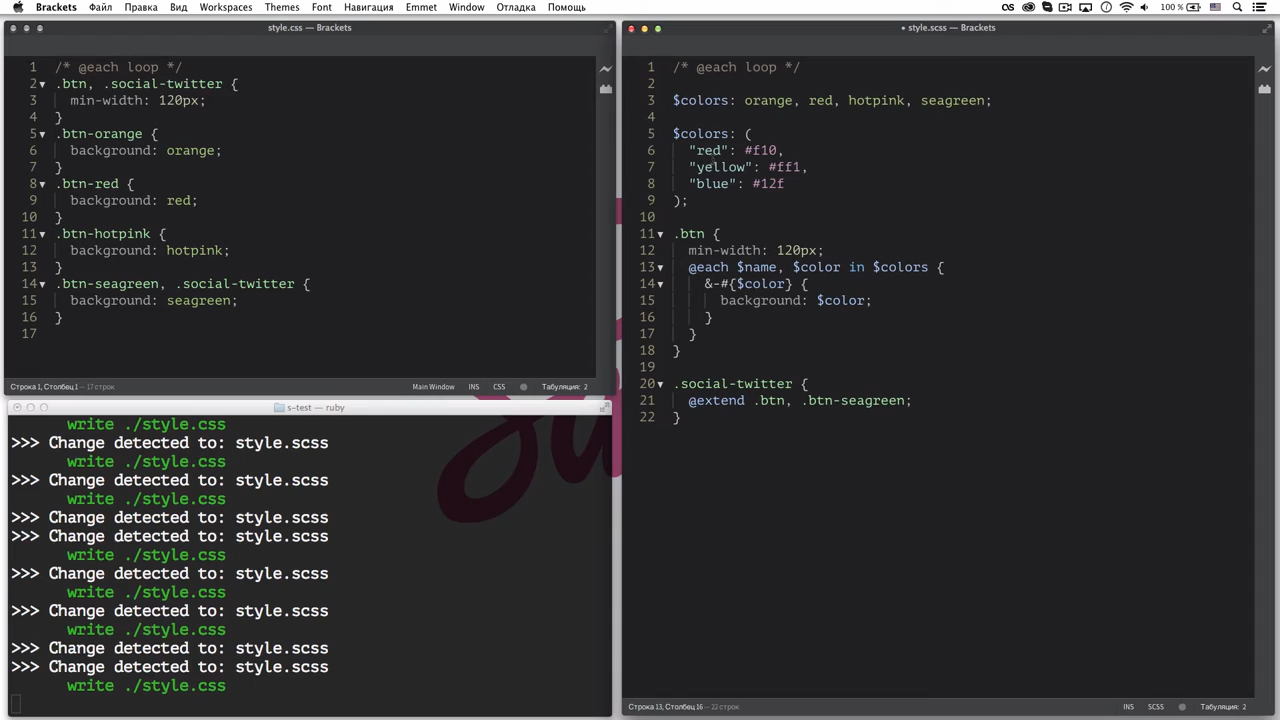 Brackets Файл Правка Вид Workspaces Themes Font Навигация Emmet Window Отладка Помощь 100 %
style.css — Brackets
1 /* @each loop */
2 .btn, .social-twitter {
3 min-width: 120px;
4 }
5 .btn-orange {
6 background: orange;
7 }
8 .btn-red {
9 background: red;
10 }
11 .btn-hotpink {
12 background: hotpink;
13 }
14 .btn-seagreen, .social-twitter {
15 background: seagreen;
16 }
17
Строка 1, Столбец 1 — 17 строк Main Window INS CSS Табуляция: 2
s-test — ruby
write ./style.css
>>> Change detected to: style.scss
write ./style.css
>>> Change detected to: style.scss
write ./style.css
>>> Change detected to: style.scss
>>> Change detected to: style.scss
write ./style.css
>>> Change detected to: style.scss
write ./style.css
>>> Change detected to: style.scss
write ./style.css
>>> Change detected to: style.scss
>>> Change detected to: style.scss
write ./style.css
• style.scss — Brackets
1 /* @each loop */
2
3 $colors: orange, red, hotpink, seagreen;
4
5 $colors: (
6 "red": #f10,
7 "yellow": #ff1,
8 "blue": #12f
9 );
10
11 .btn {
12 min-width: 120px;
13 @each $name, $color in $colors {
14 &-#{$color} {
15 background: $color;
16 }
17 }
18 }
19
20 .social-twitter {
21 @extend .btn, .btn-seagreen;
22 }
Строка 13, Столбец 16 — 22 строк INS SCSS Табуляция: 2